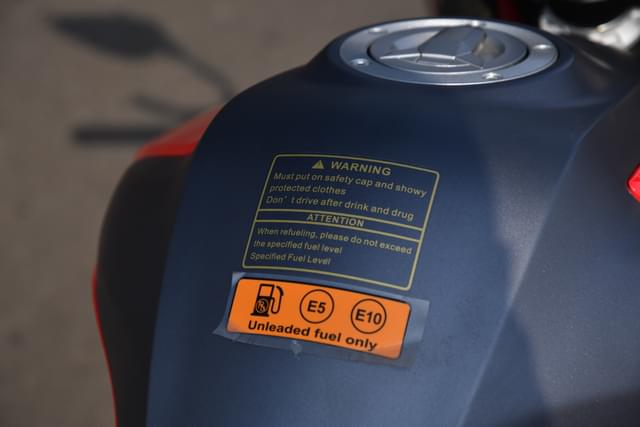 WARNING
Must put on safety cap and showy
protected clothes
Don't drive after drink and drug
ATTENTION
When refueling, please do not exceed
the specified fuel level
Specified Fuel Level
E5 E10
Unleaded fuel only